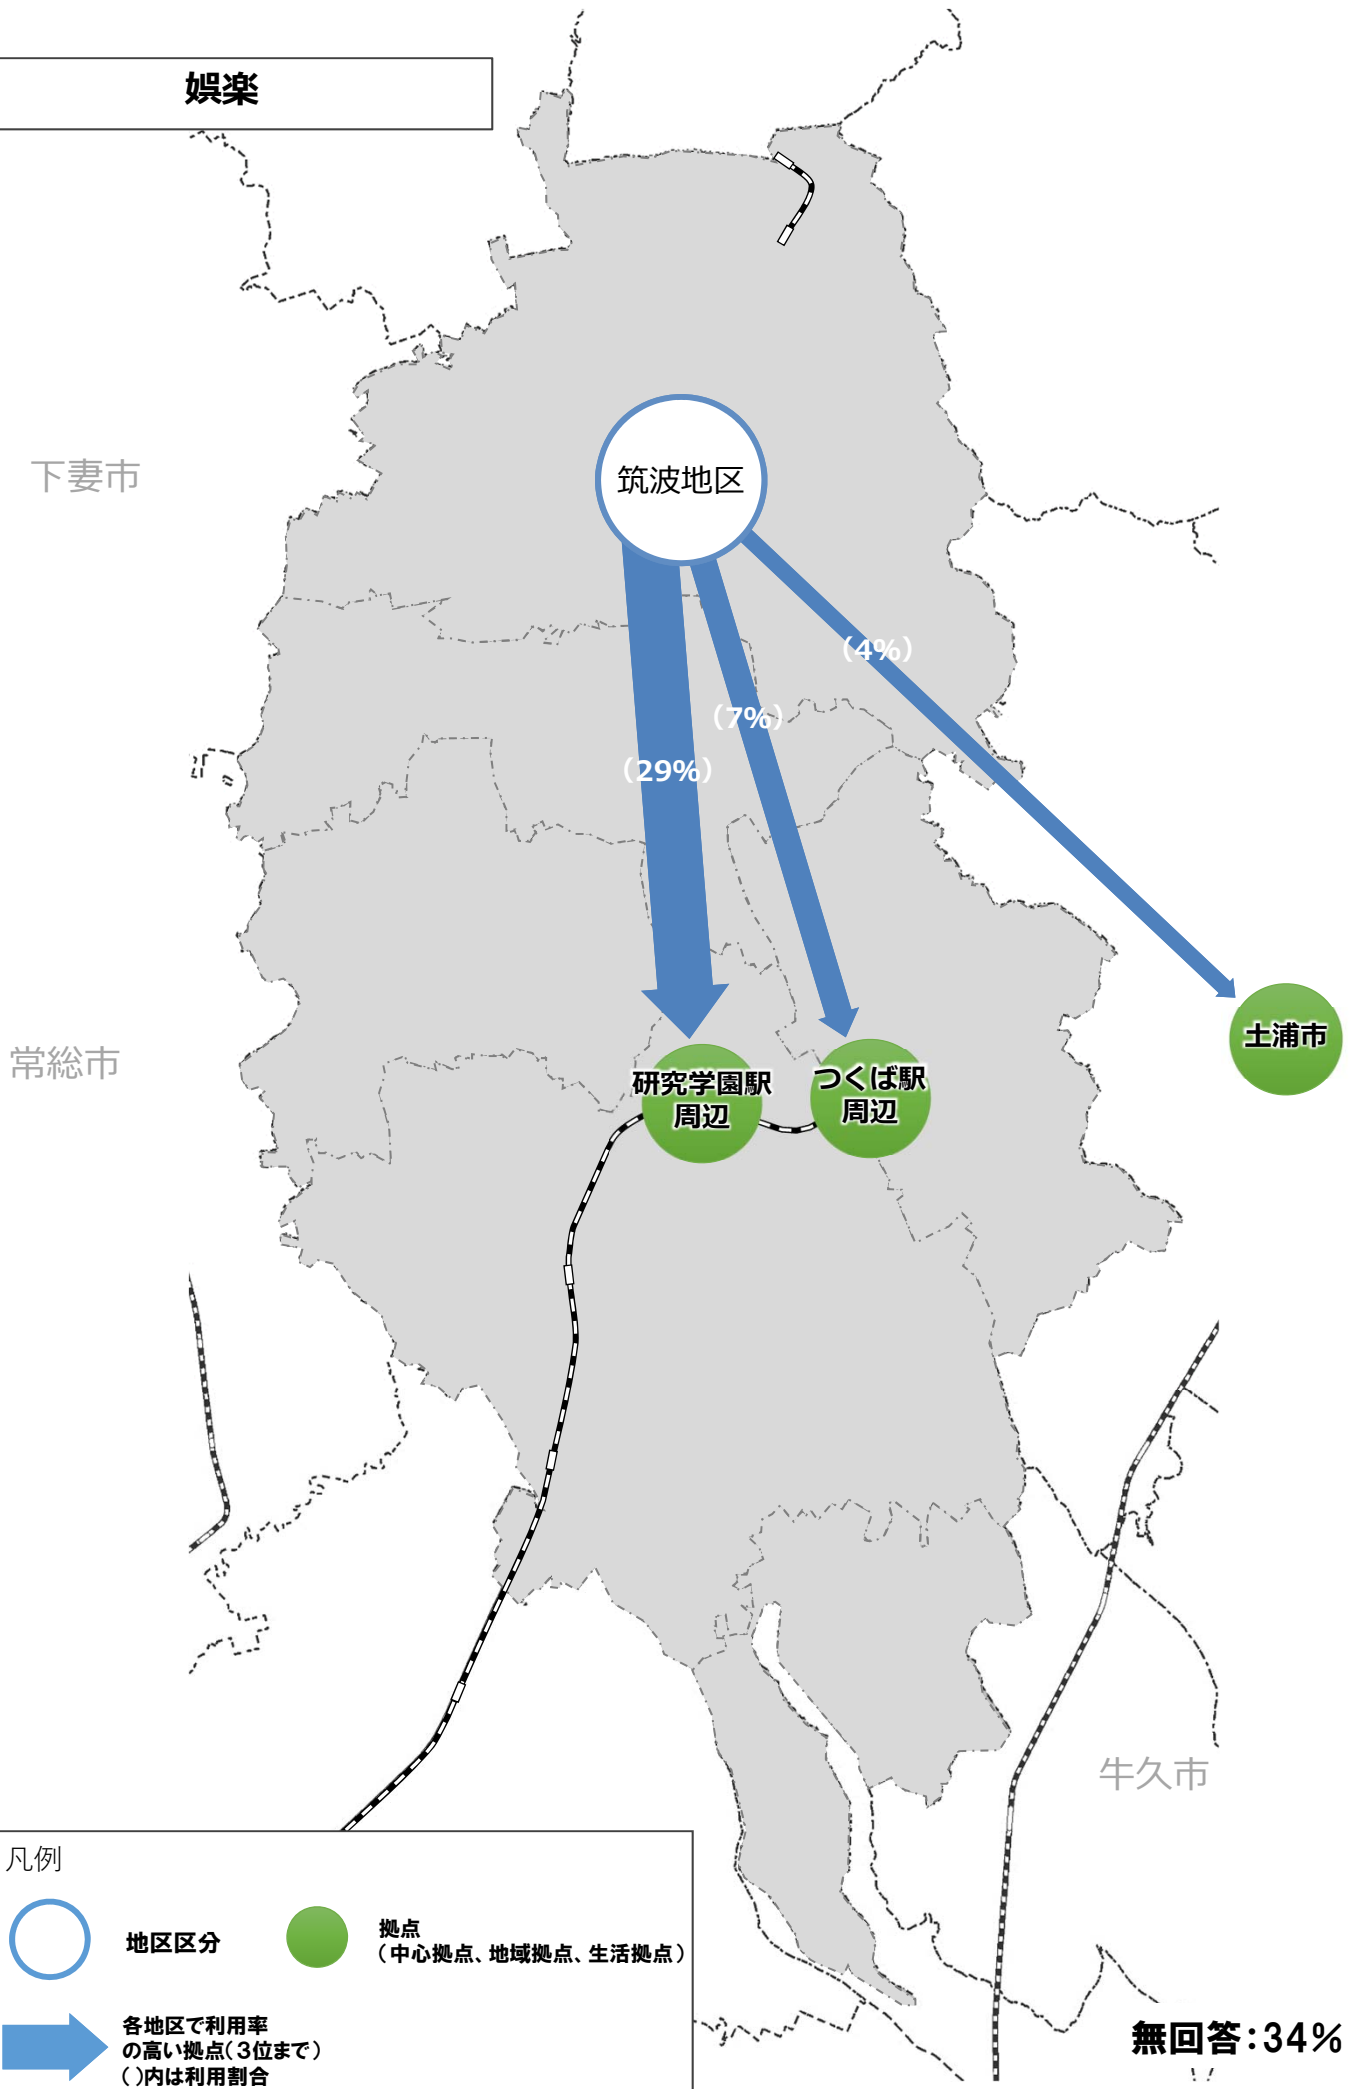 娯楽
下妻市
筑波地区
（4%）
（7%）
（29%）
土浦市
常総市
研究学園駅
周辺
つくば駅
周辺
牛久市
凡例
地区区分
拠点
（中心拠点、地域拠点、生活拠点）
各地区で利用率
の高い拠点（3位まで）
（ ）内は利用割合
無回答：34％